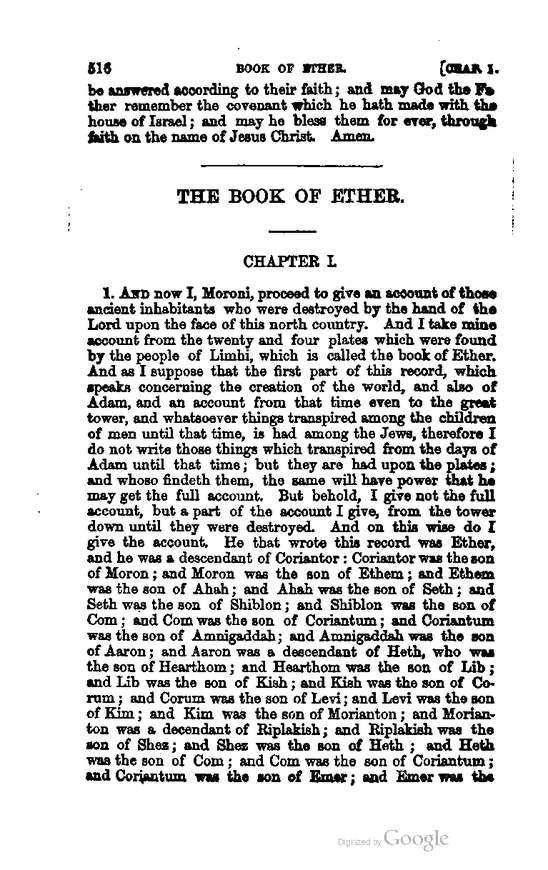 516 BOOK OF ETHER. [CHAP. I.
be answered according to their faith; and may God the Fa-
ther remember the covenant which he hath made with the
house of Israel; and may he bless them for ever, through
faith on the name of Jesus Christ. Amen.
THE BOOK OF ETHER.
CHAPTER I.
1. AND now I, Moroni, proceed to give an account of those
ancient inhabitants who were destroyed by the hand of the
Lord upon the face of this north country. And I take mine
account from the twenty and four plates which were found
by the people of Limhi, which is called the book of Ether.
And as I suppose that the first part of this record, which
speaks concerning the creation of the world, and also of
Adam, and an account from that time even to the great
tower, and whatsoever things transpired among the children
of men until that time, is had among the Jews, therefore I
do not write those things which transpired from the days of
Adam until that time; but they are had upon the plates;
and whoso findeth them, the same will have power that he
may get the full account. But behold, I give not the full
account, but a part of the account I give, from the tower
down until they were destroyed. And on this wise do I
give the account. He that wrote this record was Ether,
and he was a descendant of Coriantor: Coriantor was the son
of Moron; and Moron was the son of Ethem; and Ethem
was the son of Ahah; and Ahah was the son of Seth; and
Seth was the son of Shiblon; and Shiblon was the son of
Com; and Com was the son of Coriantum; and Coriantum
was the son of Amnigaddah; and Amnigaddah was the son
of Aaron; and Aaron was a descendant of Heth, who was
the son of Hearthom; and Hearthom was the son of Lib;
and Lib was the son of Kish; and Kish was the son of Co-
rum; and Corum was the son of Levi; and Levi was the son
of Kim; and Kim was the son of Morianton; and Morian-
ton was a decendant of Riplakish; and Riplakish was the
son of Shez; and Shez was the son of Heth ; and Heth
was the son of Com; and Com was the son of Coriantum;
and Coriantum was the son of Emer; and Emer was the
Digitized by Google